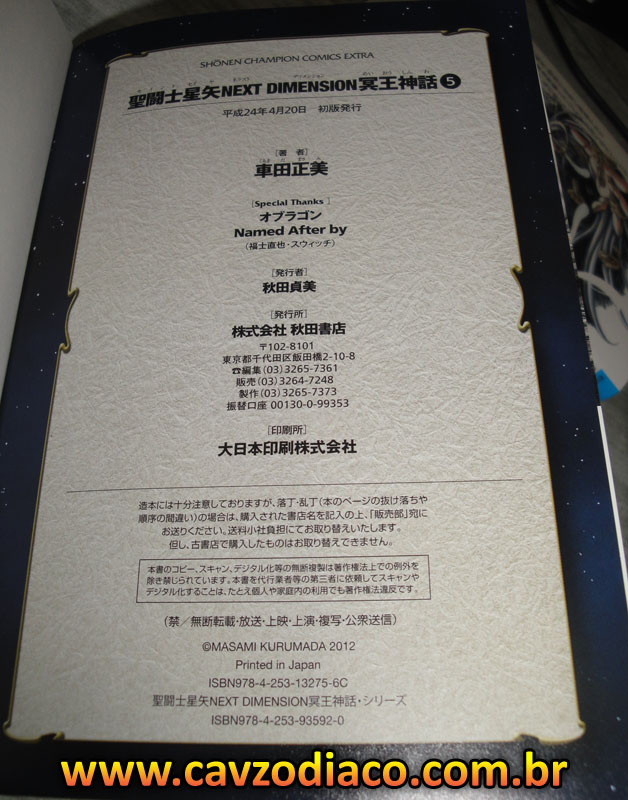 SHŌNEN CHAMPION COMICS EXTRA
聖闘士星矢NEXT DIMENSION冥王神話❺
平成24年4月20日 初版発行
［著 者］
車田正美
［Special Thanks］
オブラゴン
Named After by
(福士直也・スウィッチ)
［発行者］
秋田貞美
［発行所］
株式会社 秋田書店
〒102-8101
東京都千代田区飯田橋2-10-8
☎編集(03)3265-7361
販売(03)3264-7248
製作(03)3265-7373
振替口座 00130-0-99353
［印刷所］
大日本印刷株式会社
造本には十分注意しておりますが、落丁・乱丁(本のページの抜け落ちや
順序の間違い)の場合は、購入された書店名を記入の上、「販売部」宛に
お送りください。送料小社負担にてお取り替えいたします。
但し、古書店で購入したものはお取り替えできません。
本書のコピー、スキャン、デジタル化等の無断複製は著作権法上での例外を
除き禁じられています。本書を代行業者等の第三者に依頼してスキャンや
デジタル化することは、たとえ個人や家庭内の利用でも著作権法違反です。
(禁／無断転載・放送・上映・上演・複写・公衆送信)
©MASAMI KURUMADA 2012
Printed in Japan
ISBN978-4-253-13275-6C
聖闘士星矢NEXT DIMENSION冥王神話・シリーズ
ISBN978-4-253-93592-0
www.cavzodiaco.com.br